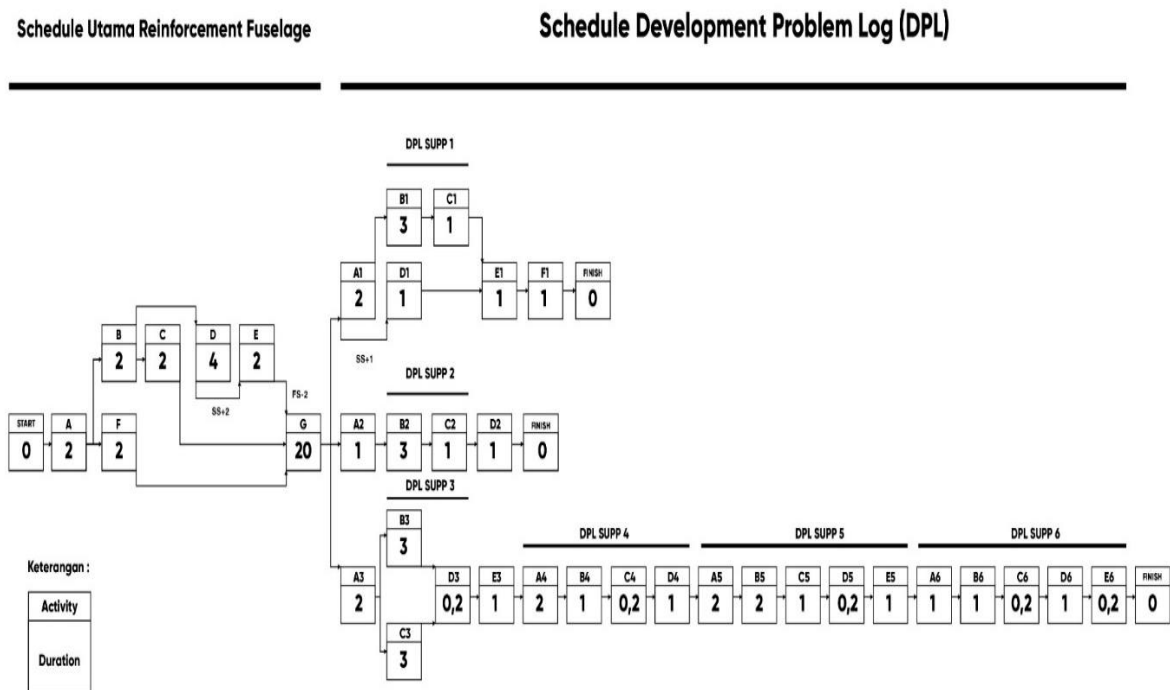 Schedule Utama Reinforcement Fuselage
Schedule Development Problem Log (DPL)
DPL SUPP 1
B1
3
C1
1
A1
2
D1
1
E1
1
F1
1
FINISH
0
SS+1
B
2
C
2
D
4
E
2
SS+2
FS-2
DPL SUPP 2
START
0
A
2
F
2
G
20
A2
1
B2
3
C2
1
D2
1
FINISH
0
DPL SUPP 3
B3
3
A3
2
C3
3
D3
0,2
E3
1
DPL SUPP 4
A4
2
B4
1
C4
0,2
D4
1
DPL SUPP 5
A5
2
B5
2
C5
1
D5
0,2
E5
1
DPL SUPP 6
A6
1
B6
1
C6
0,2
D6
1
E6
0,2
FINISH
0
Keterangan :
Activity
Duration